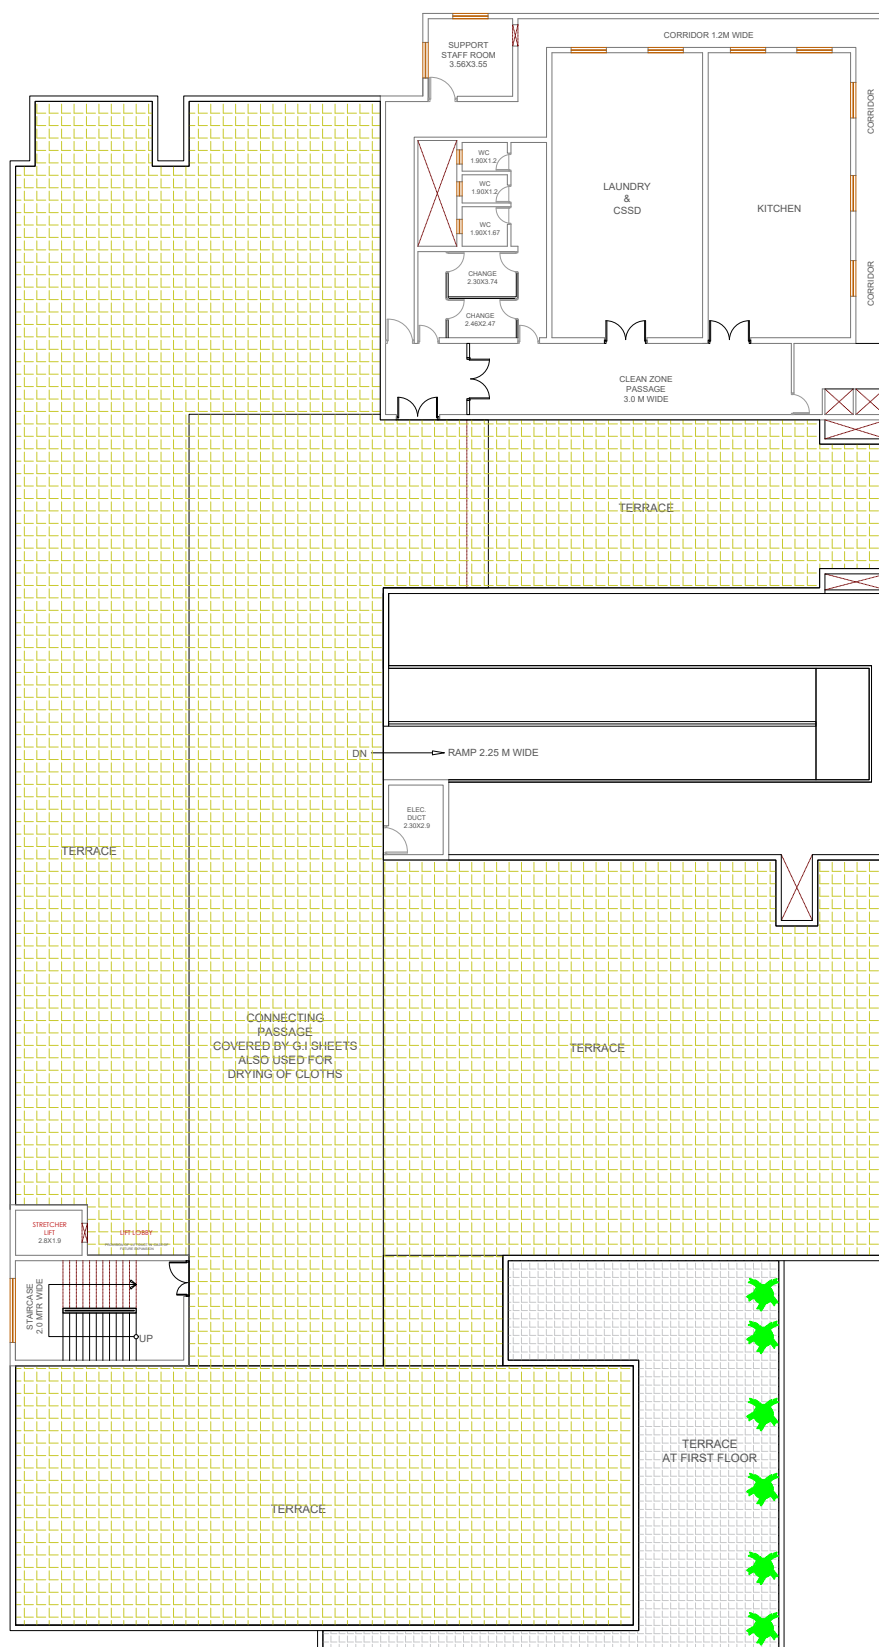 CORRIDOR 1.2M WIDE
SUPPORT
STAFF ROOM
3.56X3.55
CORRIDOR
WC
1.90X1.2
WC
1.90X1.2
WC
1.90X1.67
LAUNDRY
&
CSSD
KITCHEN
CORRIDOR
CHANGE
2.30X3.74
CHANGE
2.46X2.47
CLEAN ZONE
PASSAGE
3.0 M WIDE
TERRACE
DN
RAMP 2.25 M WIDE
ELEC.
DUCT
2.30X2.9
TERRACE
CONNECTING
PASSAGE
COVERED BY G.I SHEETS
ALSO USED FOR
DRYING OF CLOTHS
TERRACE
STRETCHER
LIFT
2.8X1.9
LIFT LOBBY
STAIRCASE
2.0 MTR WIDE
UP
TERRACE
AT FIRST FLOOR
TERRACE